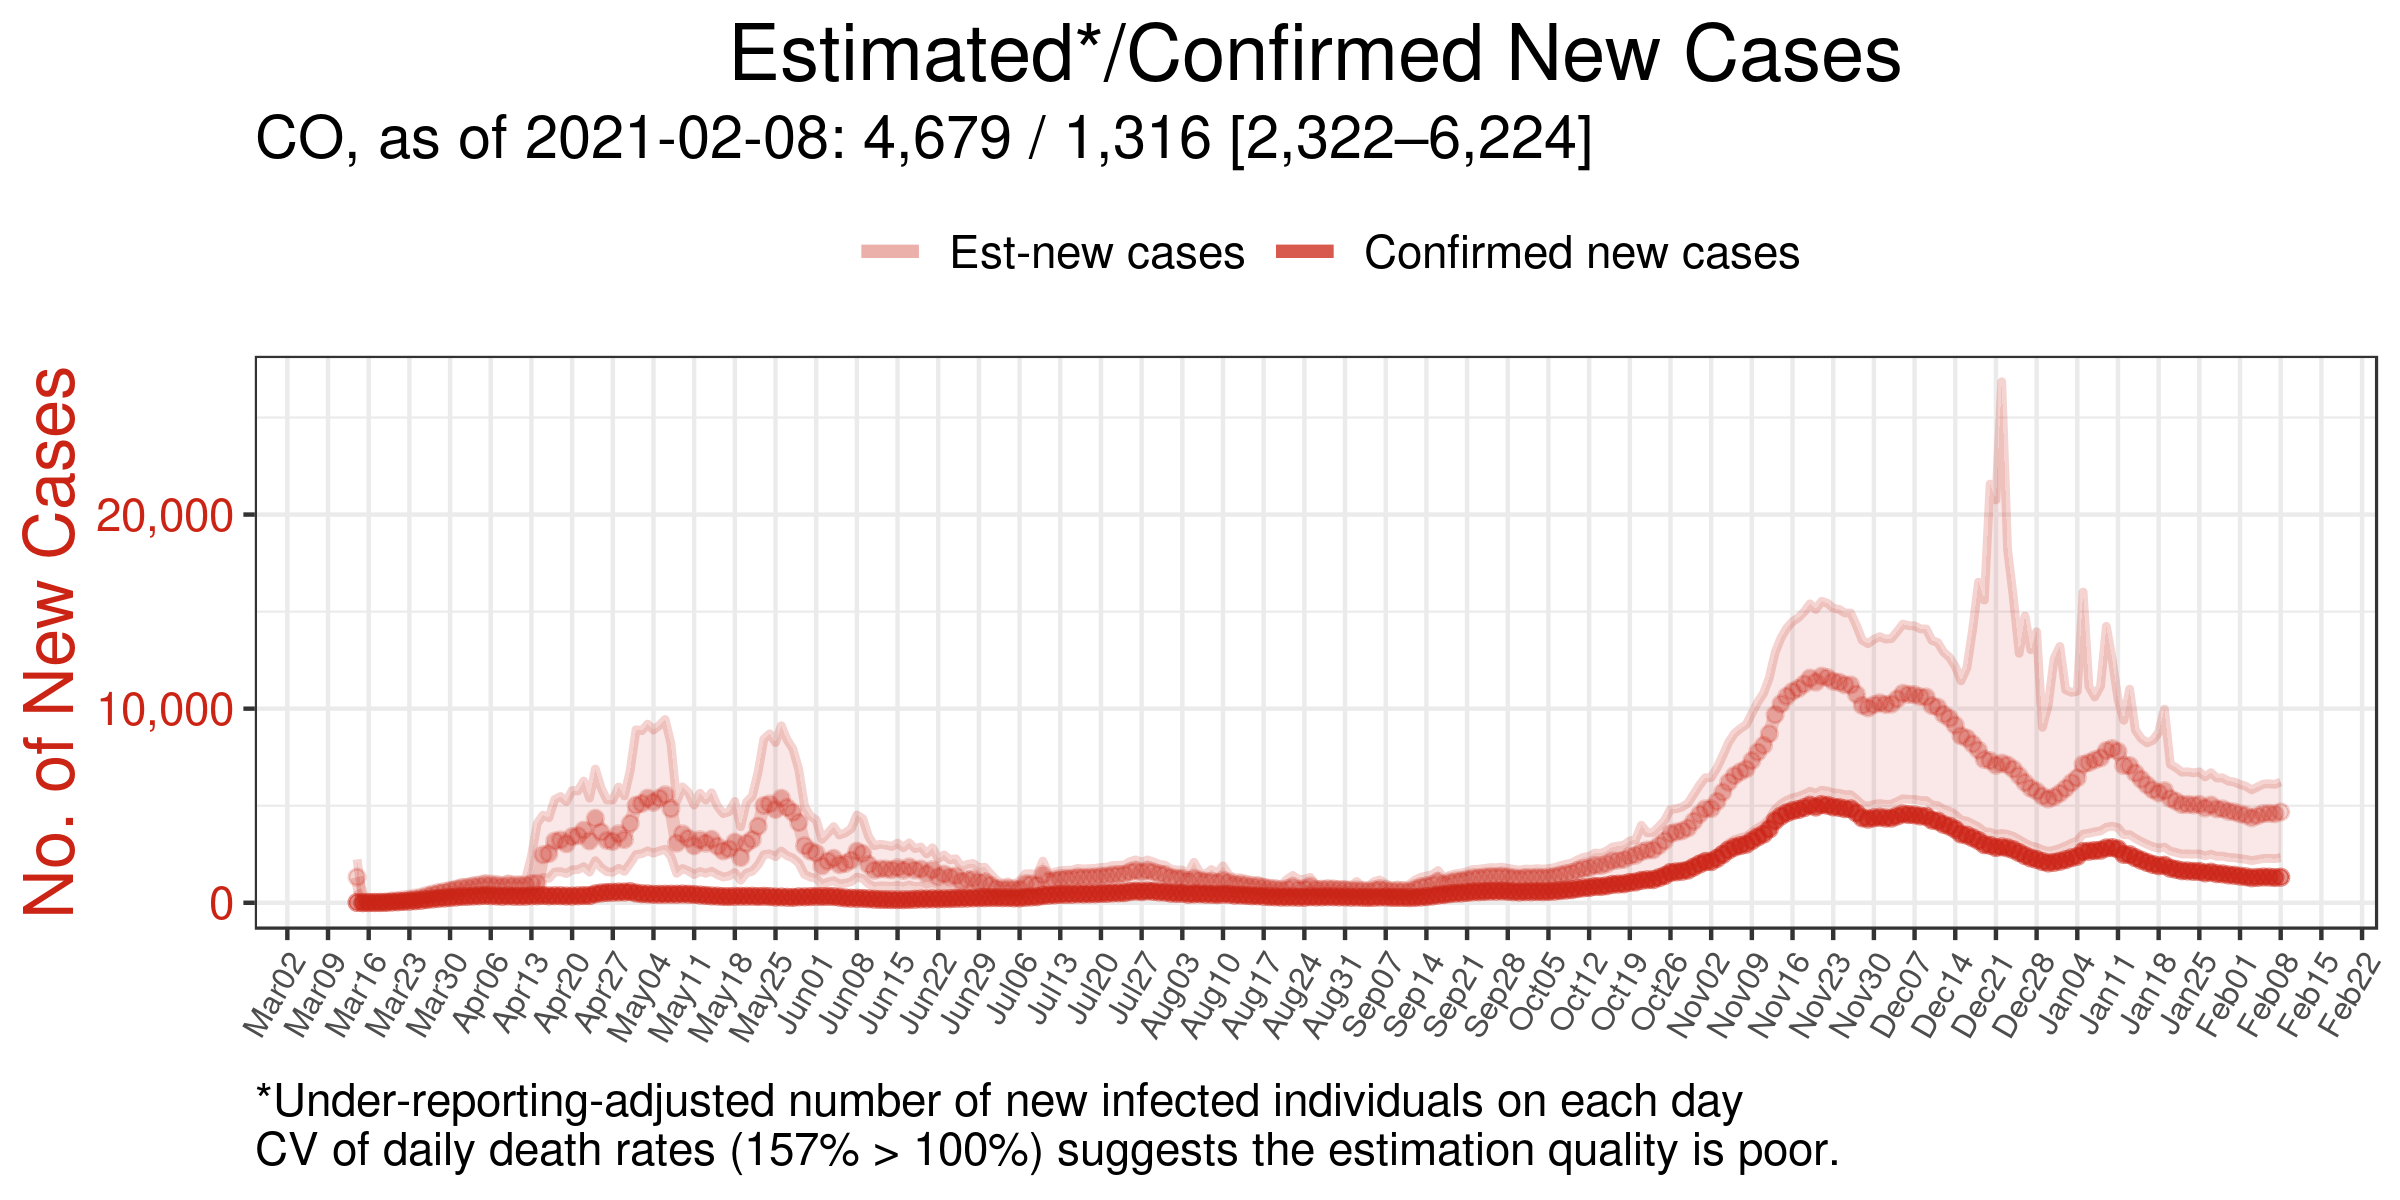 Estimated*/Confirmed New Cases
CO, as of 2021-02-08: 4,679 / 1,316 [2,322–6,224]
Est-new cases
Confirmed new cases
No. of New Cases
20,000
10,000
0
Mar02
Mar09
Mar16
Mar23
Mar30
Apr06
Apr13
Apr20
Apr27
May04
May11
May18
May25
Jun01
Jun08
Jun15
Jun22
Jun29
Jul06
Jul13
Jul20
Jul27
Aug03
Aug10
Aug17
Aug24
Aug31
Sep07
Sep14
Sep21
Sep28
Oct05
Oct12
Oct19
Oct26
Nov02
Nov09
Nov16
Nov23
Nov30
Dec07
Dec14
Dec21
Dec28
Jan04
Jan11
Jan18
Jan25
Feb01
Feb08
Feb15
Feb22
*Under-reporting-adjusted number of new infected individuals on each day
CV of daily death rates (157% > 100%) suggests the estimation quality is poor.